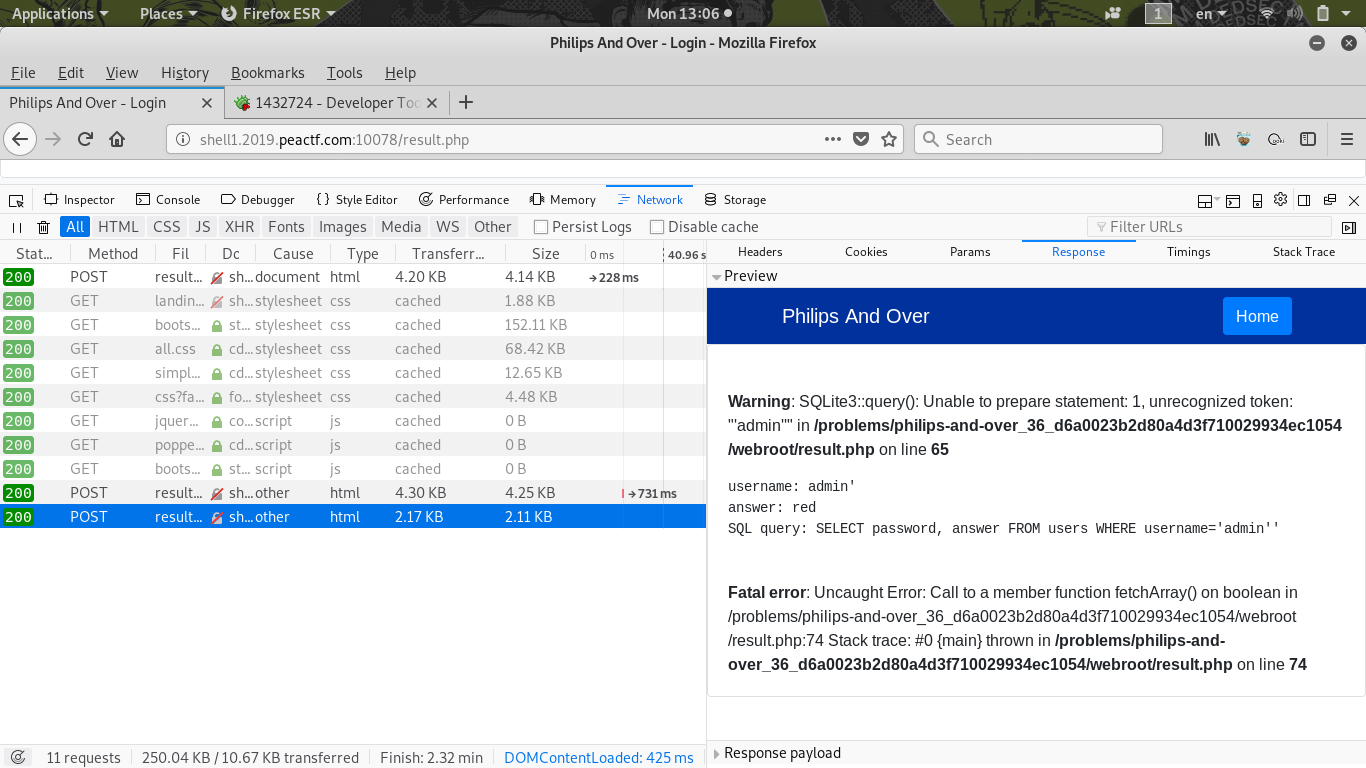 Applications Places Firefox ESR Mon 13:06 1 en
Philips And Over - Login - Mozilla Firefox
File Edit View History Bookmarks Tools Help
Philips And Over - Login 1432724 - Developer Too
shell1.2019.peactf.com:10078/result.php Search
Inspector Console Debugger Style Editor Performance Memory Network Storage
All HTML CSS JS XHR Fonts Images Media WS Other Persist Logs Disable cache Filter URLs
Stat… Method Fil Dc Cause Type Transferr… Size 0 ms 40.96 s Headers Cookies Params Response Timings Stack Trace
200 POST result… sh… document html 4.20 KB 4.14 KB → 228 ms
200 GET landin… sh… stylesheet css cached 1.88 KB
200 GET boots… st… stylesheet css cached 152.11 KB
200 GET all.css cd… stylesheet css cached 68.42 KB
200 GET simpl… cd… stylesheet css cached 12.65 KB
200 GET css?fa… fo… stylesheet css cached 4.48 KB
200 GET jquer… co… script js cached 0 B
200 GET poppe… cd… script js cached 0 B
200 GET boots… st… script js cached 0 B
200 POST result… sh… other html 4.30 KB 4.25 KB → 731 ms
200 POST result… sh… other html 2.17 KB 2.11 KB
Preview
Philips And Over Home
Warning: SQLite3::query(): Unable to prepare statement: 1, unrecognized token:
"'admin''" in /problems/philips-and-over_36_d6a0023b2d80a4d3f710029934ec1054
/webroot/result.php on line 65
username: admin'
answer: red
SQL query: SELECT password, answer FROM users WHERE username='admin''
Fatal error: Uncaught Error: Call to a member function fetchArray() on boolean in
/problems/philips-and-over_36_d6a0023b2d80a4d3f710029934ec1054/webroot
/result.php:74 Stack trace: #0 {main} thrown in /problems/philips-and-
over_36_d6a0023b2d80a4d3f710029934ec1054/webroot/result.php on line 74
Response payload
11 requests 250.04 KB / 10.67 KB transferred Finish: 2.32 min DOMContentLoaded: 425 ms